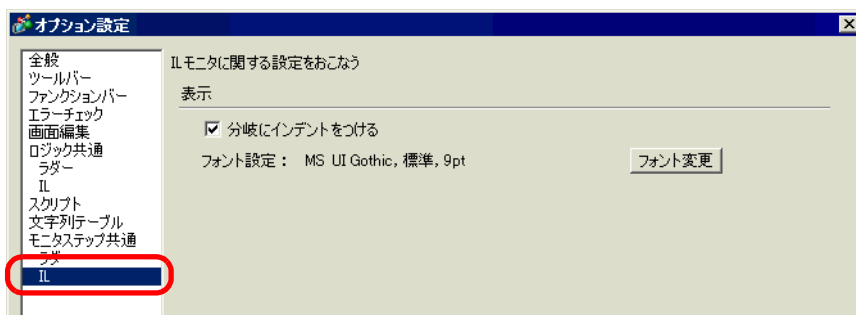 オプション設定
全般
ツールバー
ファンクションバー
エラーチェック
画面編集
ロジック共通
ラダー
IL
スクリプト
文字列テーブル
モニタステップ共通
ラダー
IL
ILモニタに関する設定をおこなう
表示
分岐にインデントをつける
フォント設定： MS UI Gothic, 標準, 9pt
フォント変更